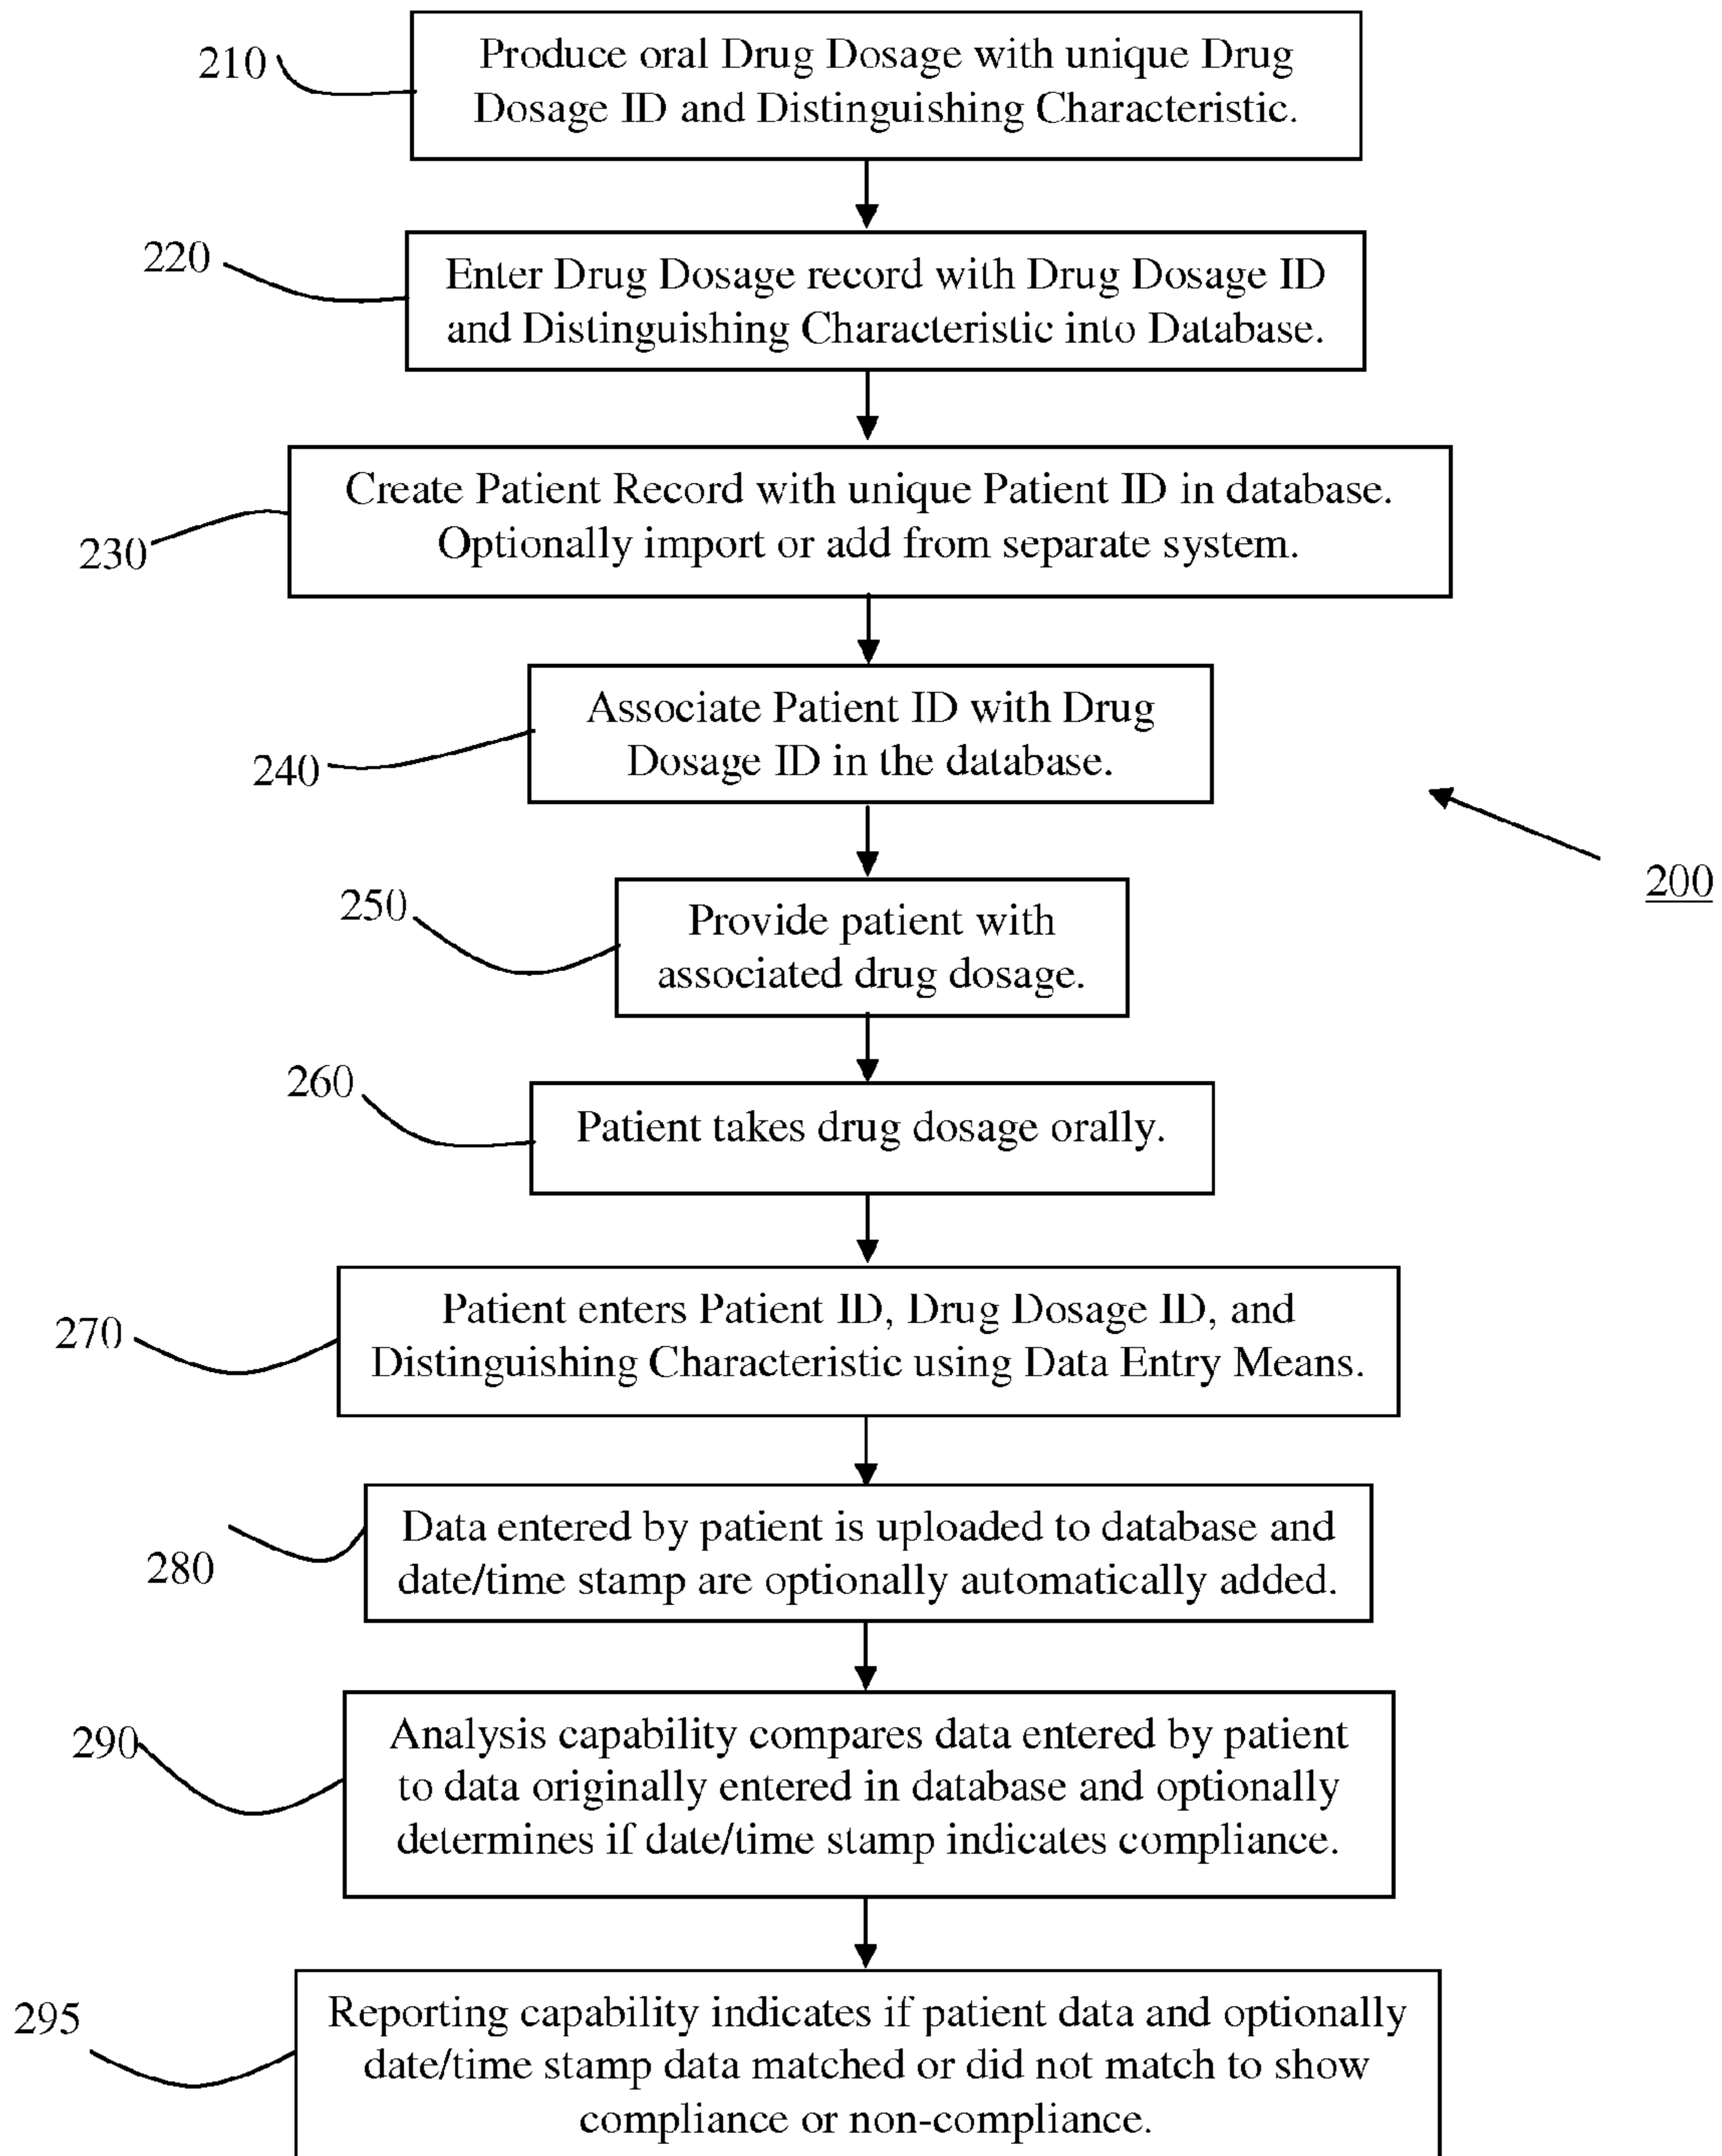 210
Produce oral Drug Dosage with unique Drug
Dosage ID and Distinguishing Characteristic.
220
Enter Drug Dosage record with Drug Dosage ID
and Distinguishing Characteristic into Database.
230
Create Patient Record with unique Patient ID in database.
Optionally import or add from separate system.
240
Associate Patient ID with Drug
Dosage ID in the database.
200
250
Provide patient with
associated drug dosage.
260
Patient takes drug dosage orally.
270
Patient enters Patient ID, Drug Dosage ID, and
Distinguishing Characteristic using Data Entry Means.
280
Data entered by patient is uploaded to database and
date/time stamp are optionally automatically added.
290
Analysis capability compares data entered by patient
to data originally entered in database and optionally
determines if date/time stamp indicates compliance.
295
Reporting capability indicates if patient data and optionally
date/time stamp data matched or did not match to show
compliance or non-compliance.